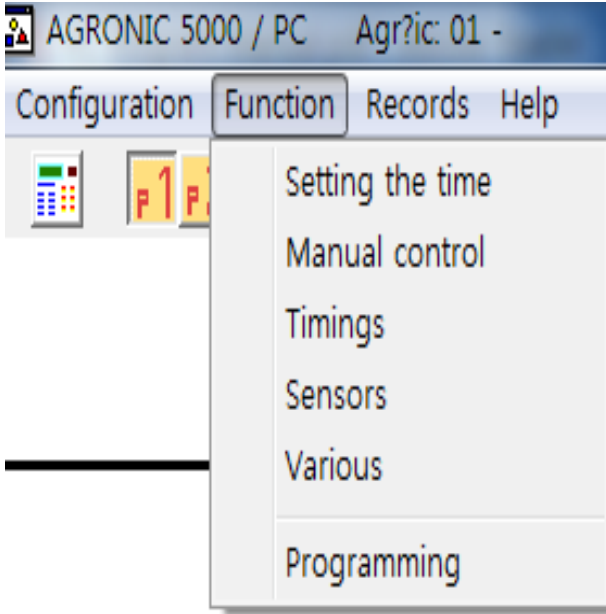 AGRONIC 5000 / PC Agr?ic: 01 -
Configuration Function Records Help
P1 P
Setting the time
Manual control
Timings
Sensors
Various
Programming